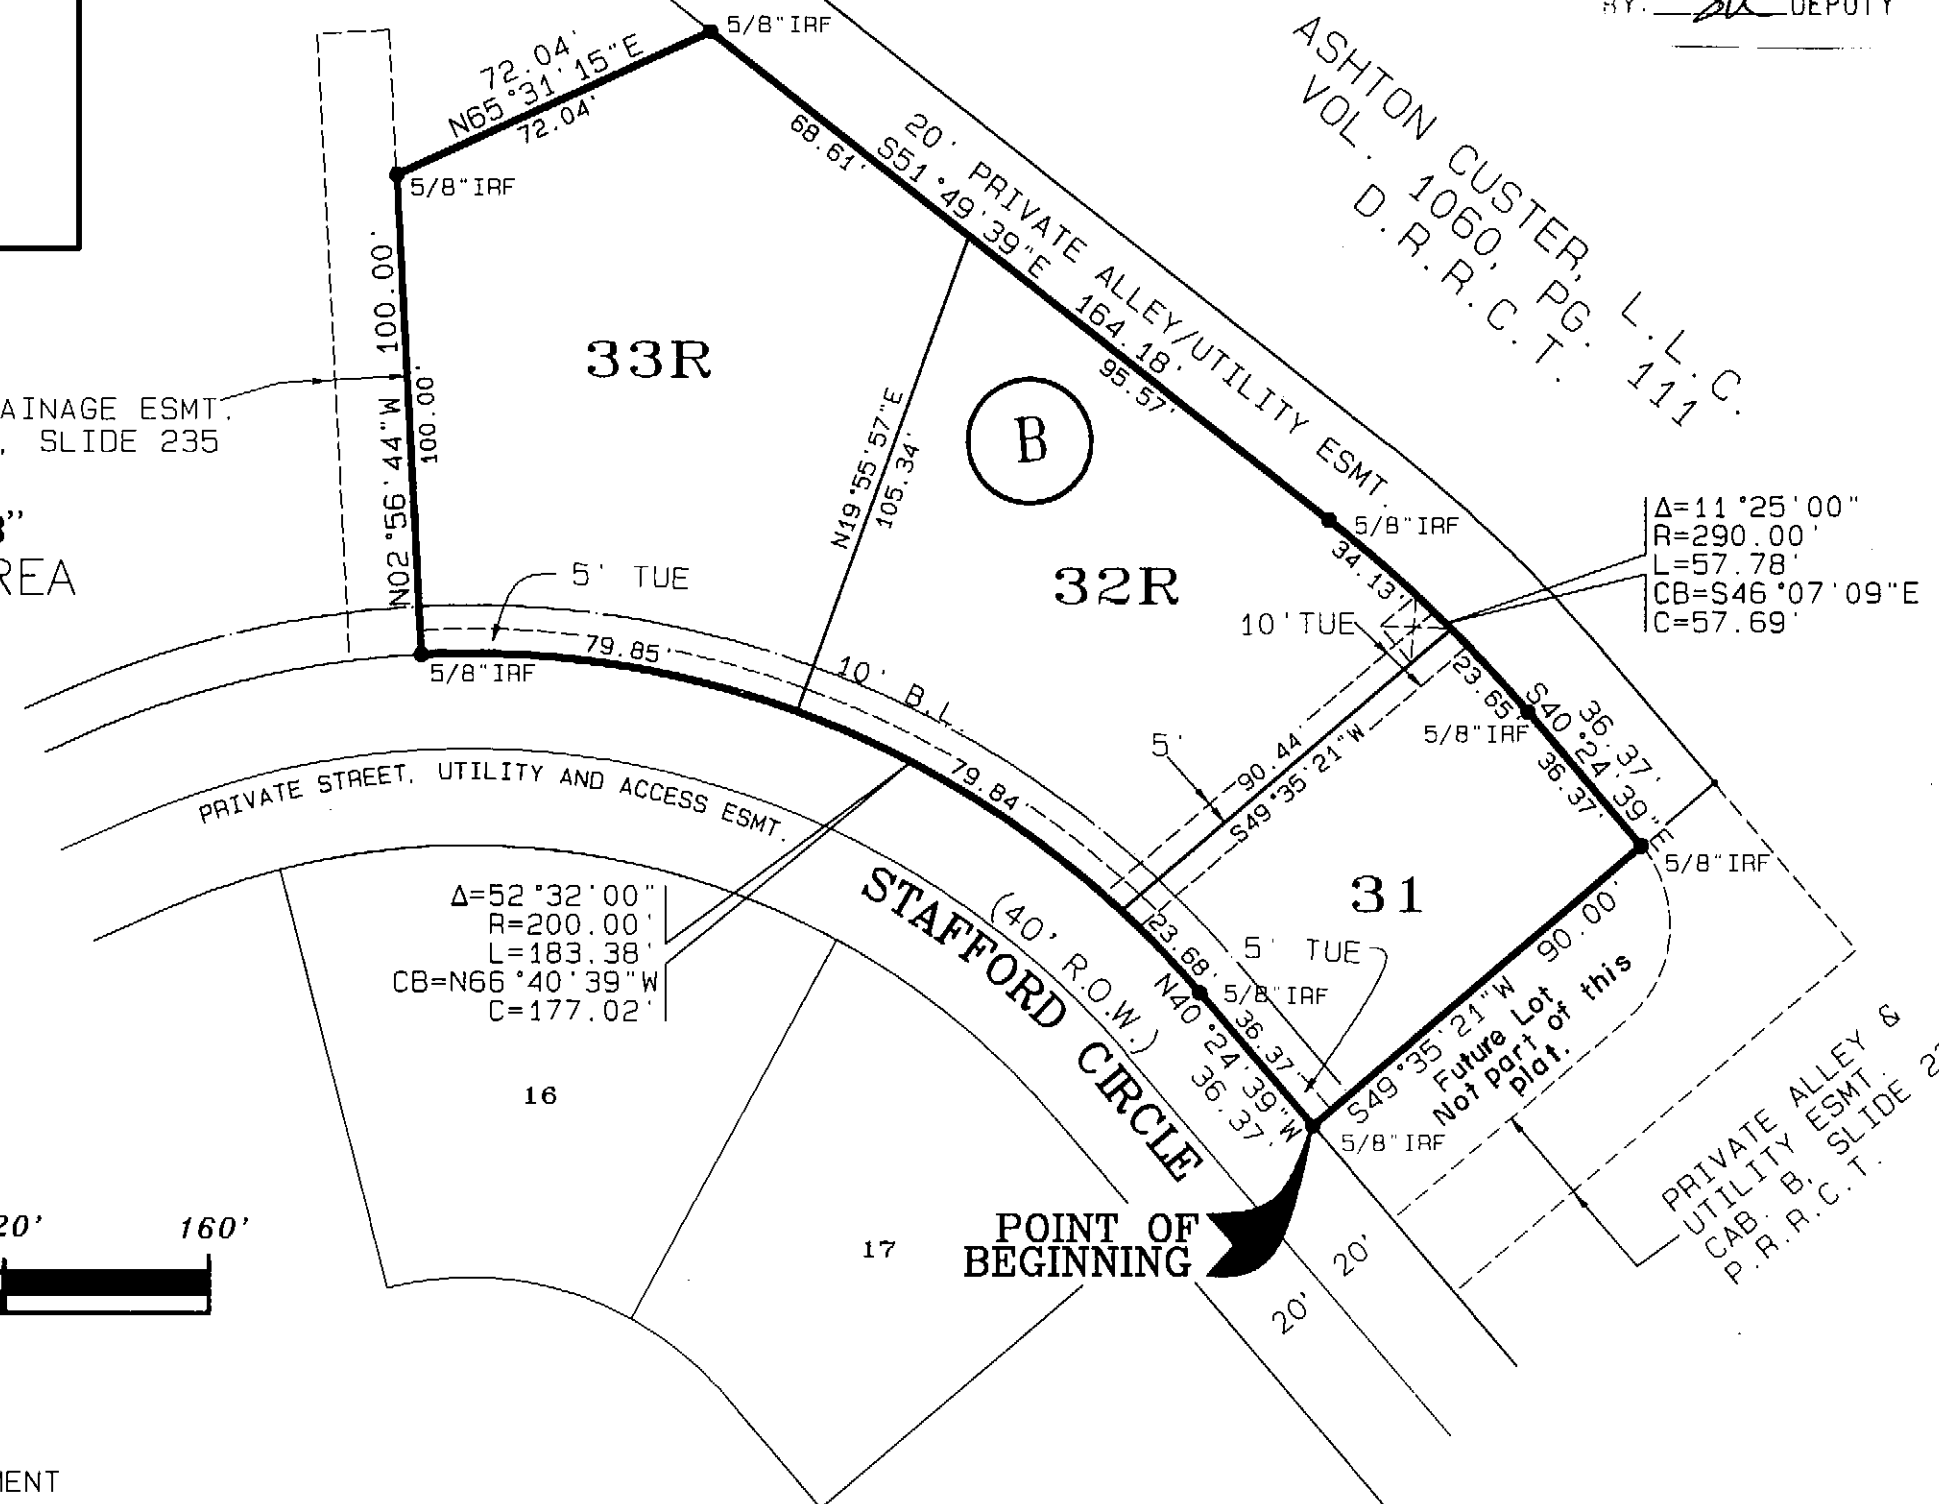 BY: DEPUTY
5/8"IRF
72.04'
N65°31'15"E
72.04'
5/8"IRF
68.61'
20' PRIVATE ALLEY/UTILITY ESMT.
S51°49'39"E 164.18'
95.57'
ASHTON CUSTER, L.L.C.
VOL. 1060, PG. 111
D.R.R.C.T.
N02°56'44"W 100.00'
100.00'
33R
AINAGE ESMT.
SLIDE 235
REA
N19°55'57"E
105.34'
B
5/8"IRF
34.13'
Δ=11°25'00"
R=290.00'
L=57.78'
CB=S46°07'09"E
C=57.69'
5' TUE
32R
10'TUE
79.85'
5/8"IRF
10' B.L.
23.65'
5/8"IRF
S40°24'39"E
36.37'
36.37'
5'
90.44'
S49°35'21"W
79.84'
PRIVATE STREET, UTILITY AND ACCESS ESMT.
5/8"IRF
31
Δ=52°32'00"
R=200.00'
L=183.38'
CB=N66°40'39"W
C=177.02'
STAFFORD CIRCLE
(40' R.O.W.)
23.68'
5' TUE
5/8"IRF
36.37'
N40°24'39"W
36.37'
S49°35'21"W 90.00'
Future Lot
Not part of this
plat.
5/8"IRF
16
17
POINT OF
BEGINNING
PRIVATE ALLEY &
UTILITY ESMT.
CAB. B, SLIDE
P.R.R.C.T.
20'
20'
20'
160'
MENT